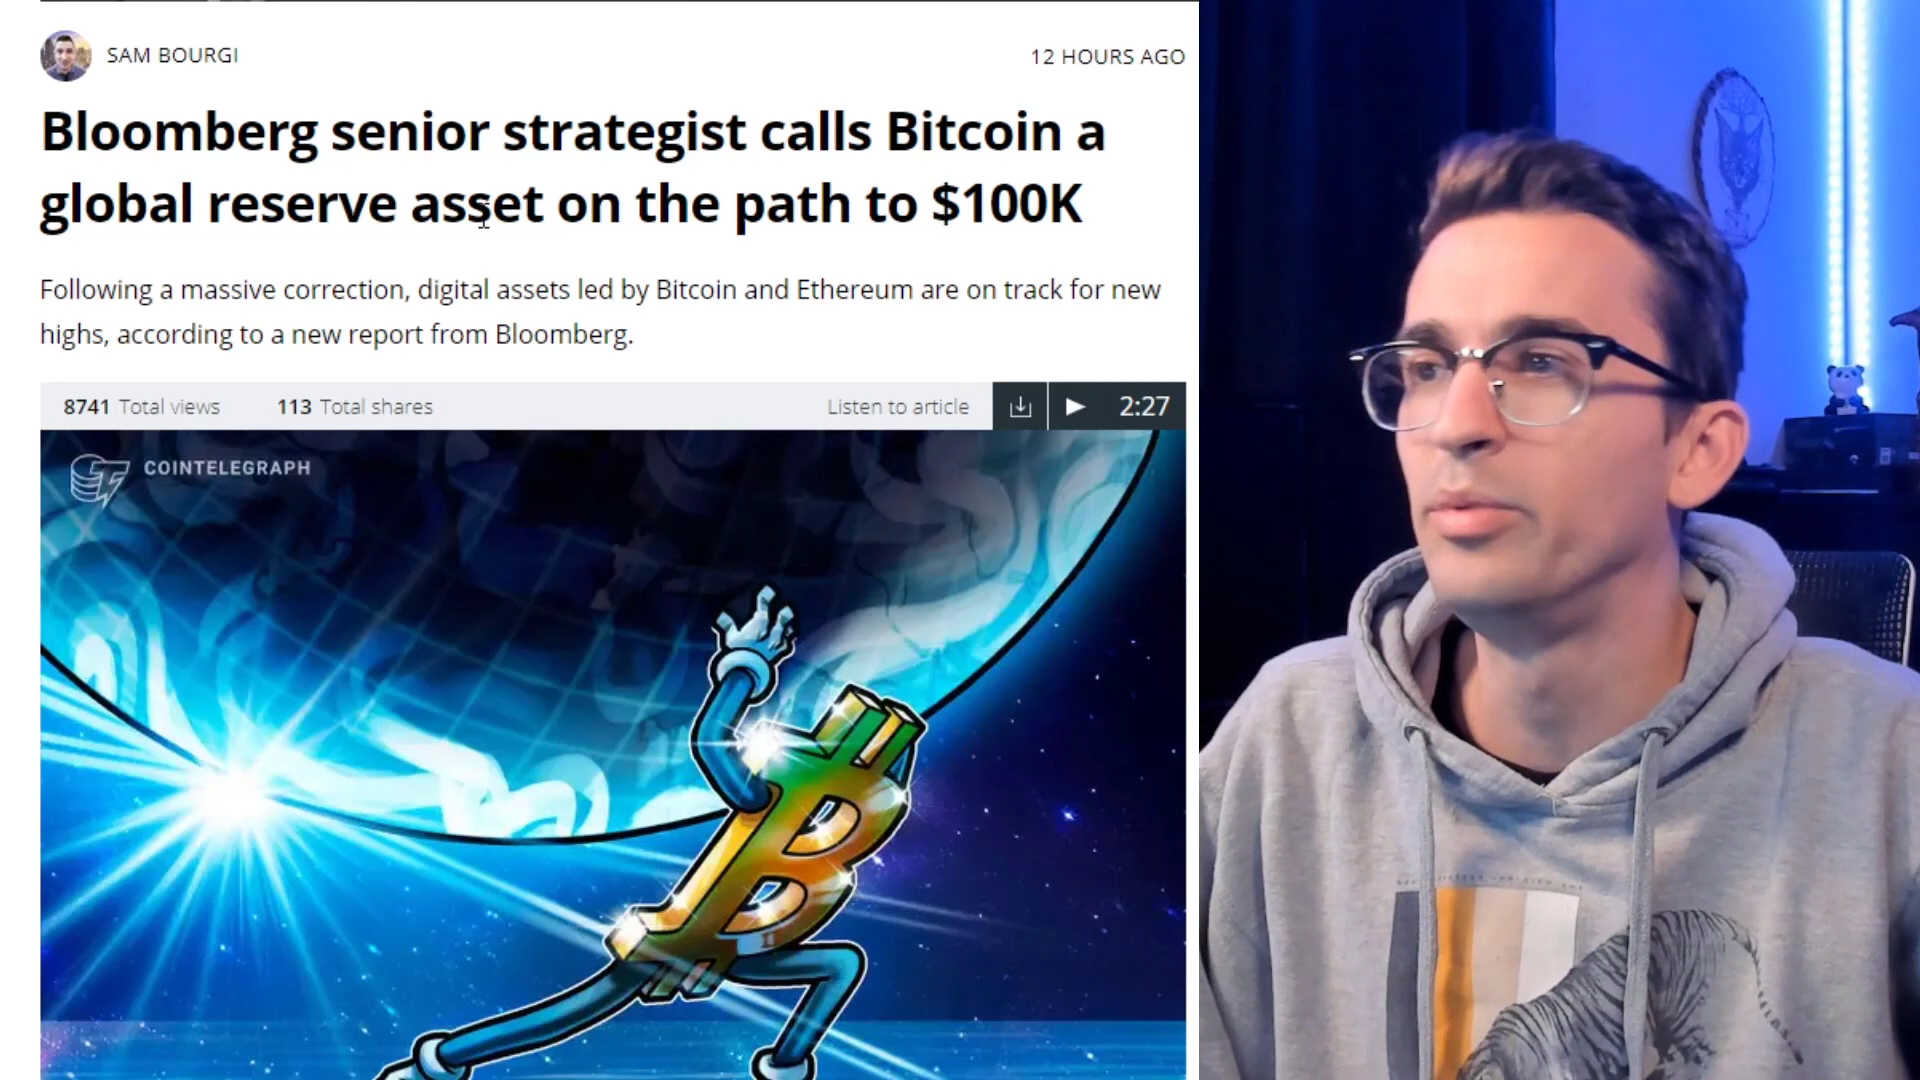 SAM BOURGI
12 HOURS AGO
Bloomberg senior strategist calls Bitcoin a
global reserve asset on the path to $100K
Following a massive correction, digital assets led by Bitcoin and Ethereum are on track for new
highs, according to a new report from Bloomberg.
8741 Total views 113 Total shares Listen to article 2:27
COINTELEGRAPH